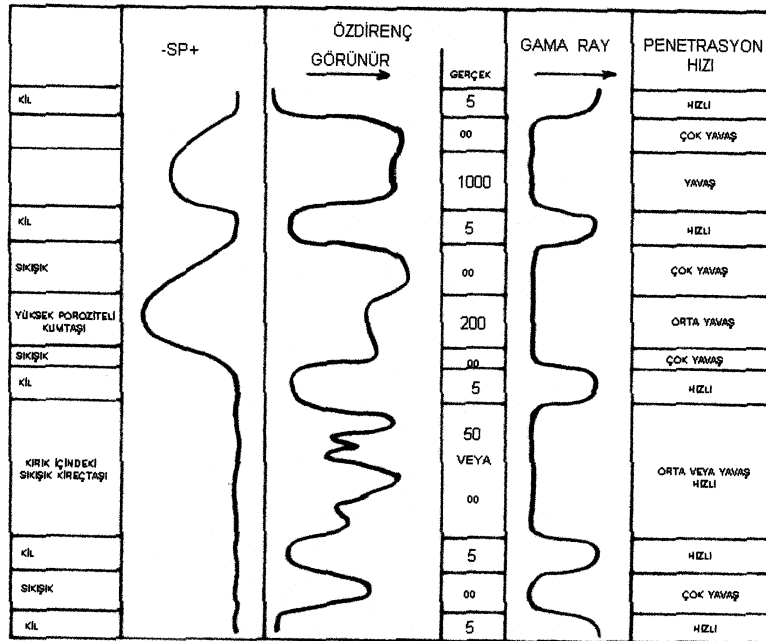 -SP+
ÖZDİRENÇ
GÖRÜNÜR
GERÇEK
GAMA RAY
PENETRASYON
HIZI
KİL
5
HIZLI
00
ÇOK YAVAŞ
1000
YAVAŞ
KİL
5
HIZLI
SIKIŞIK
00
ÇOK YAVAŞ
YÜKSEK POROZİTELİ
KUMTAŞI
200
ORTA YAVAŞ
SIKIŞIK
00
ÇOK YAVAŞ
KİL
5
HIZLI
KIRIK İÇİNDEKİ
SIKIŞIK KİREÇTAŞI
50
VEYA
00
ORTA VEYA YAVAŞ
HIZLI
KİL
5
HIZLI
SIKIŞIK
00
ÇOK YAVAŞ
KİL
5
HIZLI